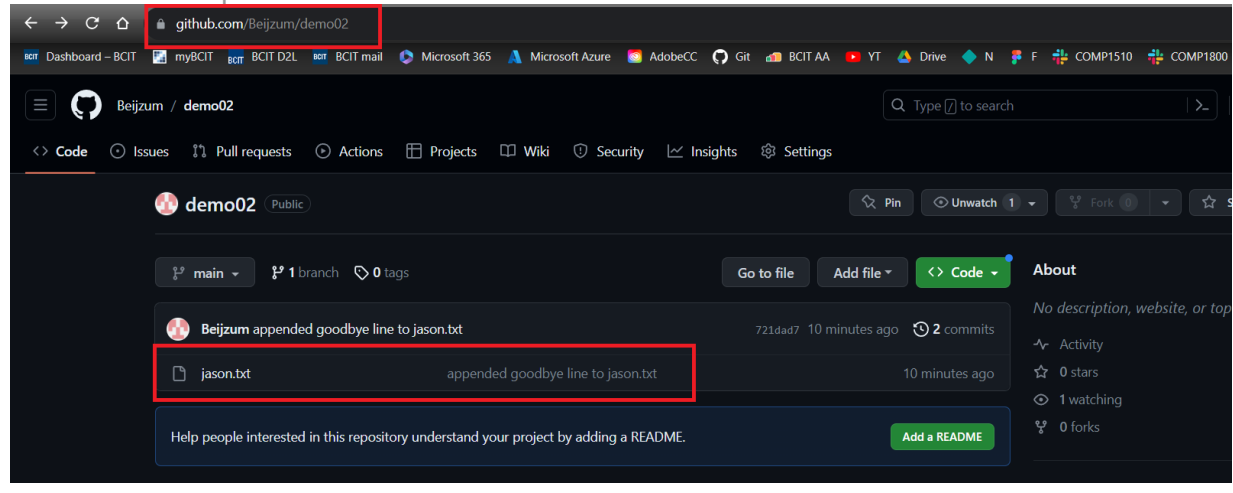 github.com/Beijzum/demo02
BCIT Dashboard – BCIT myBCIT BCIT BCIT D2L BCIT BCIT mail Microsoft 365 Microsoft Azure AdobeCC Git BCIT AA YT Drive N F COMP1510 COMP1800
Beijzum / demo02 Type / to search
<> Code Issues Pull requests Actions Projects Wiki Security Insights Settings
demo02 Public Pin Unwatch 1 Fork 0
main 1 branch 0 tags Go to file Add file <> Code About
No description, website, or top
Beijzum appended goodbye line to jason.txt 721dad7 10 minutes ago 2 commits
Activity
jason.txt appended goodbye line to jason.txt 10 minutes ago 0 stars
1 watching
0 forks
Help people interested in this repository understand your project by adding a README. Add a README